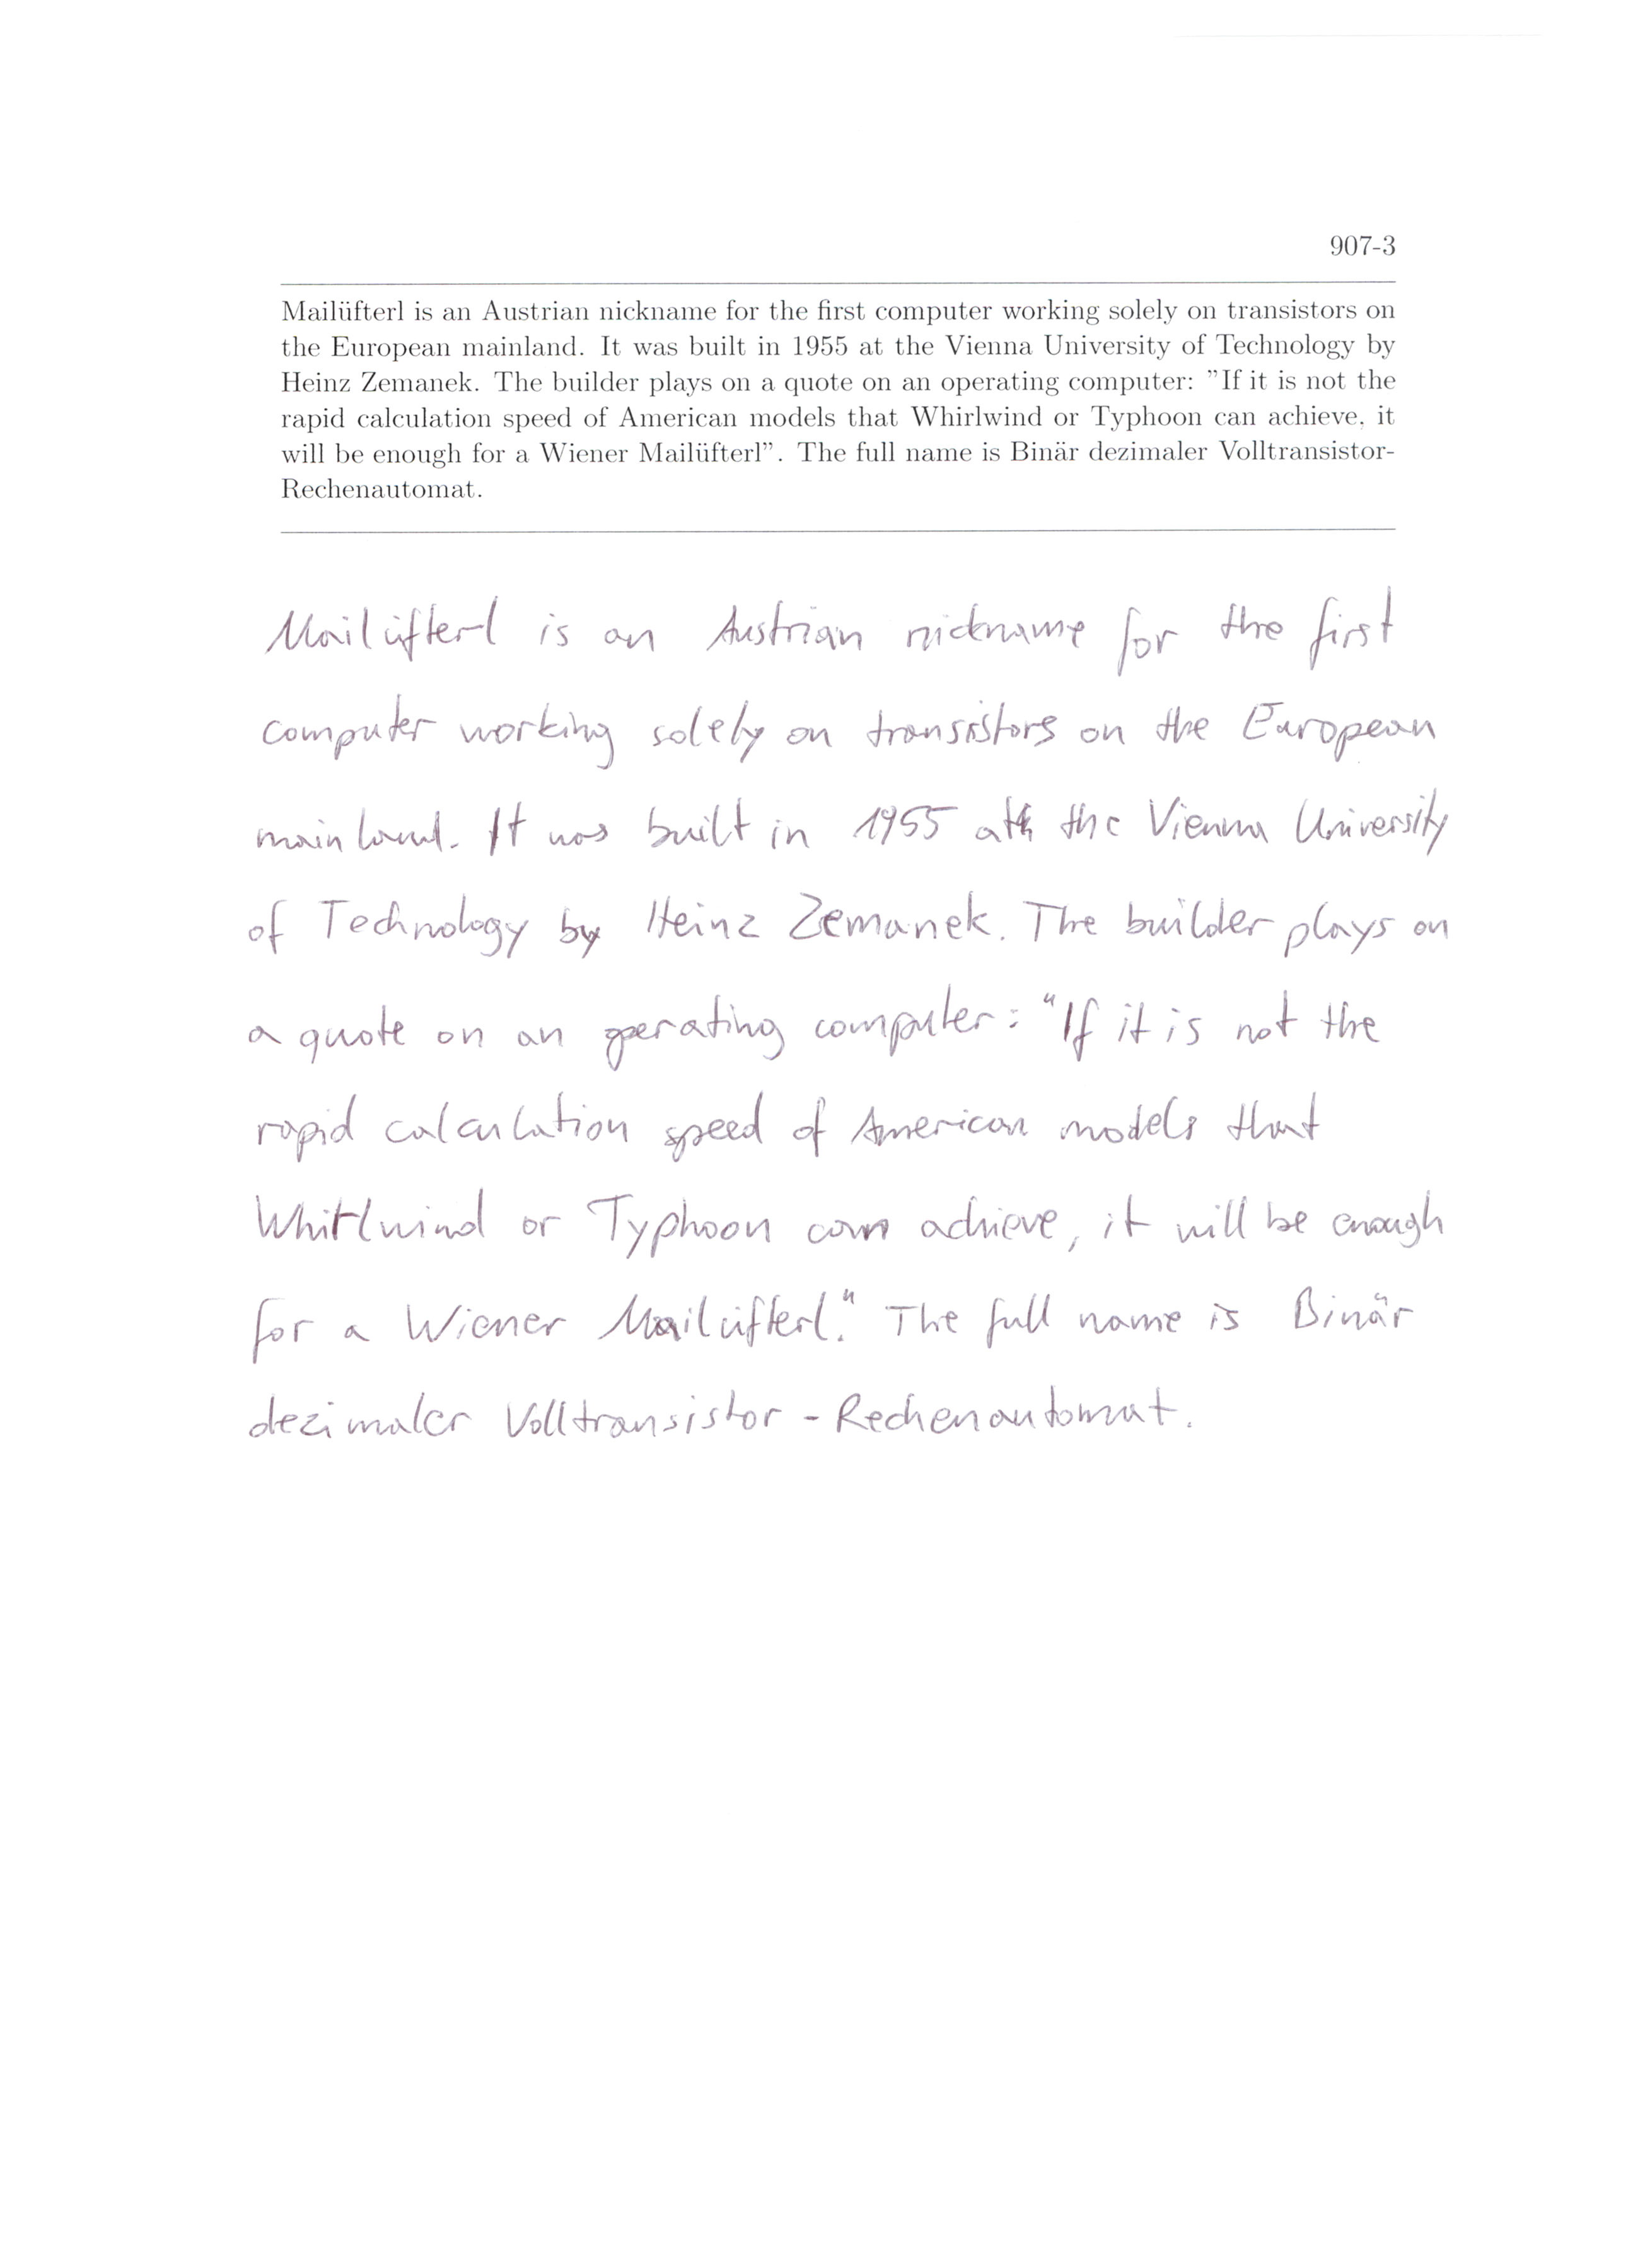 907-3
Mailüfterl is an Austrian nickname for the first computer working solely on transistors on
the European mainland. It was built in 1955 at the Vienna University of Technology by
Heinz Zemanek. The builder plays on a quote on an operating computer: ”If it is not the
rapid calculation speed of American models that Whirlwind or Typhoon can achieve, it
will be enough for a Wiener Mailüfterl”. The full name is Binär dezimaler Volltransistor-
Rechenautomat.
Mailüfterl is an Austrian nickname for the first
computer working solely on transistors on the European
mainland. It was built in 1955 at the Vienna University
of Technology by Heinz Zemanek. The builder plays on
a quote on an operating computer: "If it is not the
rapid calculation speed of American models that
Whirlwind or Typhoon can achieve, it will be enough
for a Wiener Mailüfterl." The full name is Binär
dezimaler Volltransistor-Rechenautomat.